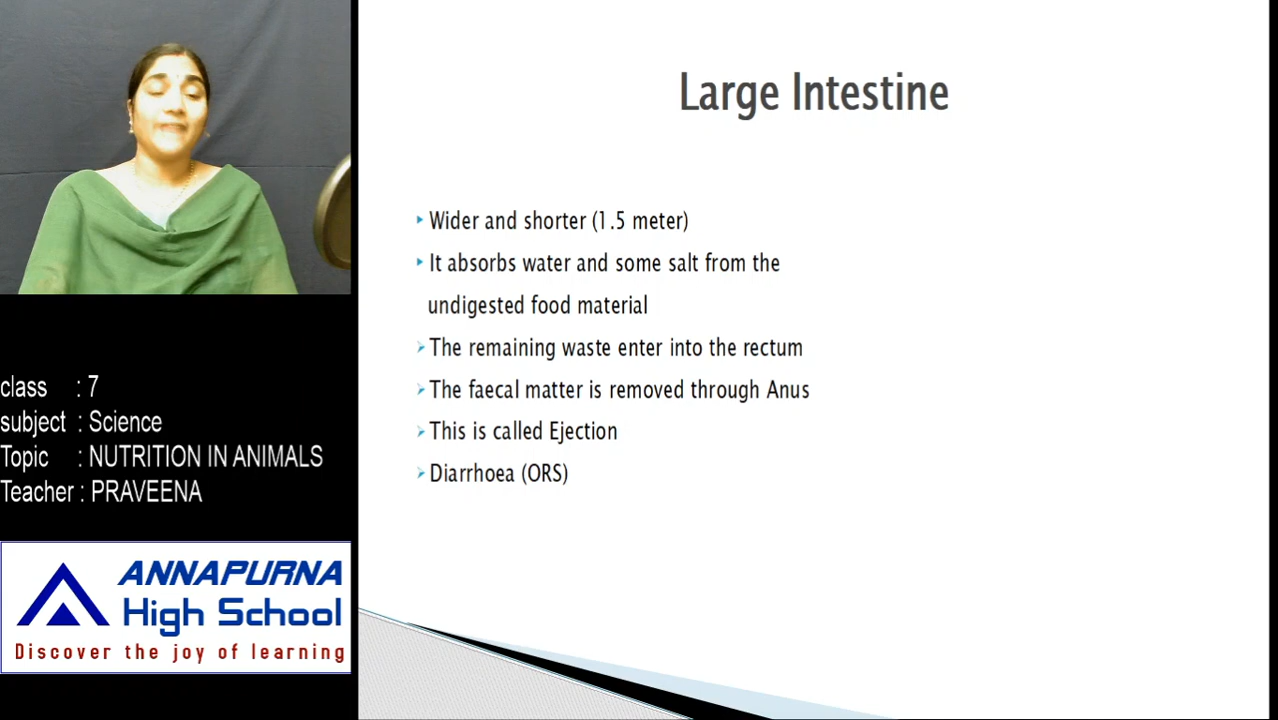 Large Intestine
Wider and shorter (1.5 meter)
It absorbs water and some salt from the
undigested food material
The remaining waste enter into the rectum
The faecal matter is removed through Anus
This is called Ejection
Diarrhoea (ORS)
class : 7
subject : Science
Topic : NUTRITION IN ANIMALS
Teacher : PRAVEENA
ANNAPURNA
High School
Discover the joy of learning